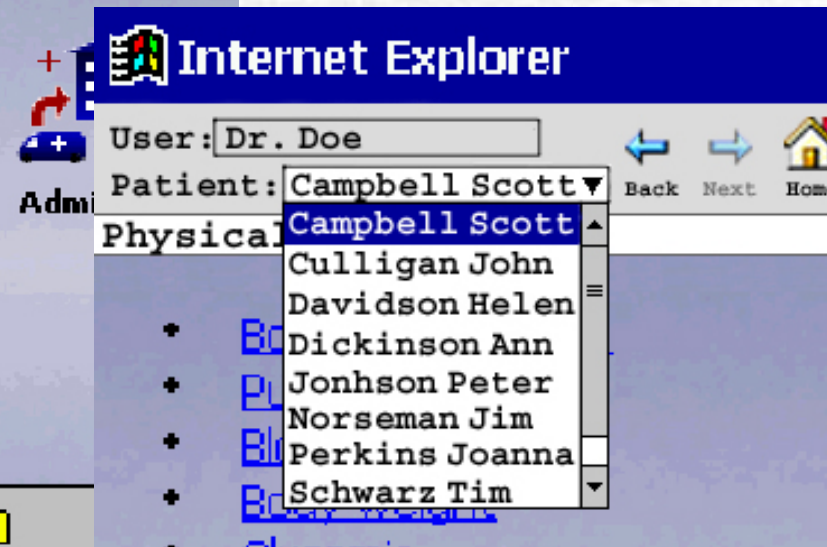 Internet Explorer
User: Dr. Doe
Patient: Campbell Scott
Back Next
Physical
Campbell Scott
Culligan John
Davidson Helen
Dickinson Ann
Jonhson Peter
Norseman Jim
Perkins Joanna
Schwarz Tim